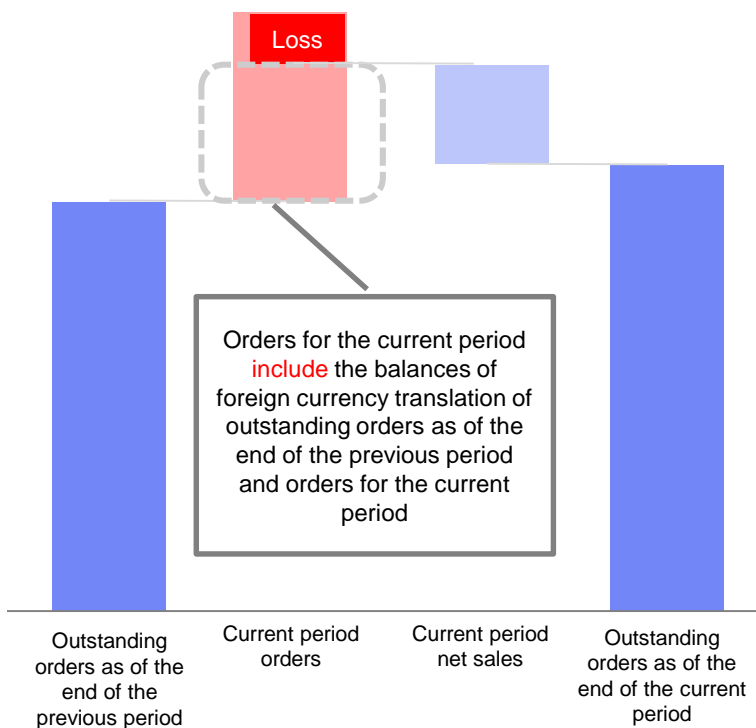 Loss
Orders for the current period
include the balances of
foreign currency translation of
outstanding orders as of the
end of the previous period
and orders for the current
period
Outstanding
orders as of the
end of the
previous period
Current period
orders
Current period
net sales
Outstanding
orders as of the
end of the current
period